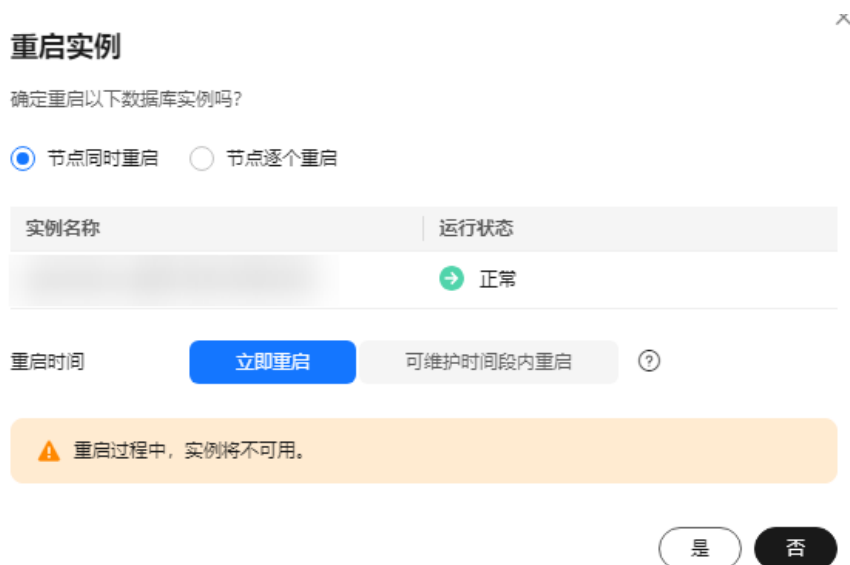 重启实例
确定重启以下数据库实例吗？
节点同时重启 节点逐个重启
实例名称 运行状态
正常
重启时间 立即重启 可维护时间段内重启 ?
重启过程中，实例将不可用。
是 否